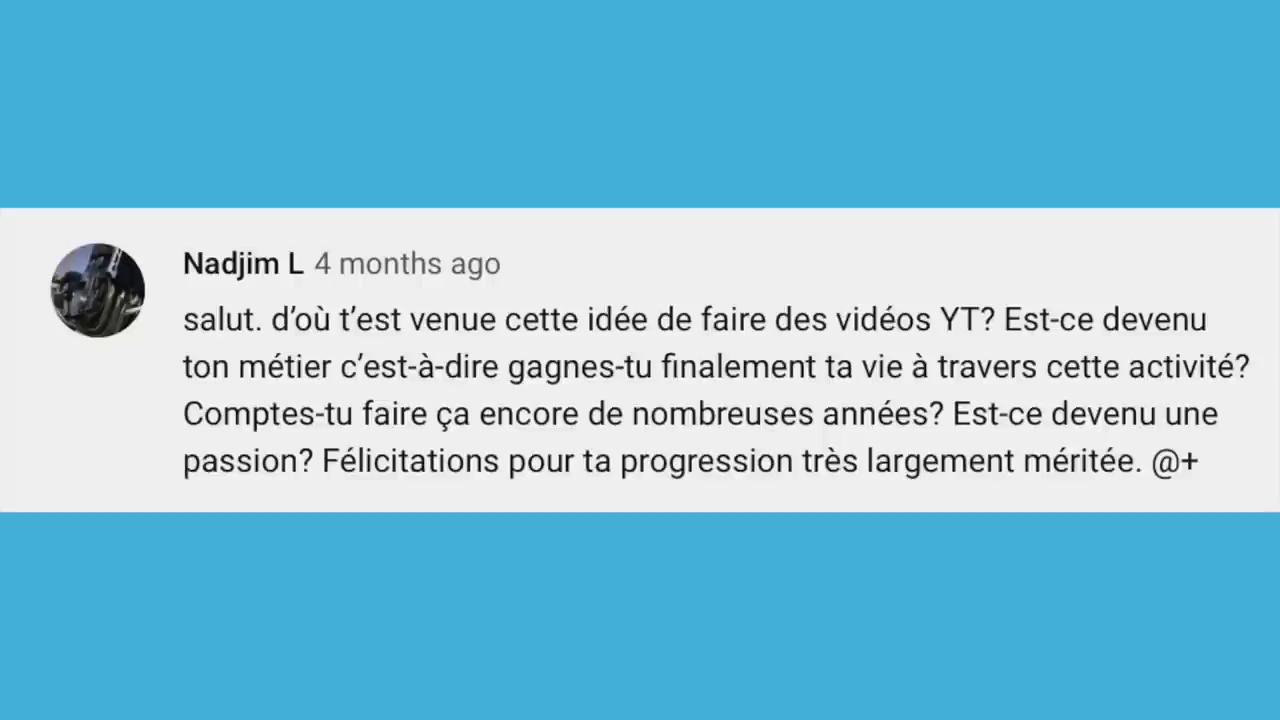 Nadjim L 4 months ago
salut. d’où t’est venue cette idée de faire des vidéos YT? Est-ce devenu
ton métier c’est-à-dire gagnes-tu finalement ta vie à travers cette activité?
Comptes-tu faire ça encore de nombreuses années? Est-ce devenu une
passion? Félicitations pour ta progression très largement méritée. @+